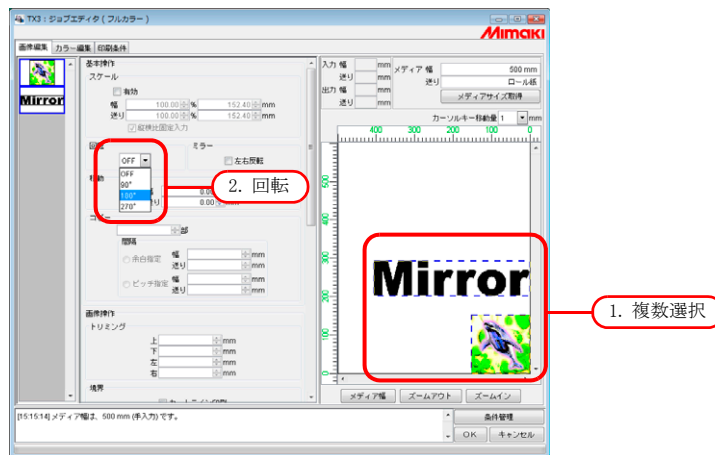 TX3 : ジョブエディタ ( フルカラー )
Mimaki
画像編集 カラー編集 印刷条件
Mirror
基本操作
スケール
有効
幅 100.00 % 152.40 mm
送り 100.00 % 152.40 mm
縦横比固定入力
ミラー
OFF
左右反転
OFF
90°
180°
270°
2. 回転
0.00
0.00
部
間隔
余白指定 幅 mm
送り mm
ピッチ指定 幅 mm
送り mm
画像操作
トリミング
上 mm
下 mm
左 mm
右 mm
境界
入力 幅 mm
送り mm
出力 幅 mm
送り mm
メディア 幅 500 mm
送り ロール紙
メディアサイズ取得
カーソルキー移動量 1 mm
400 300 200 100 0
500
400
300
200
100
0
Mirror
1. 複数選択
メディア幅 ズームアウト ズームイン
[15:15:14] メディア幅は、500 mm (手入力) です。
条件管理
OK キャンセル